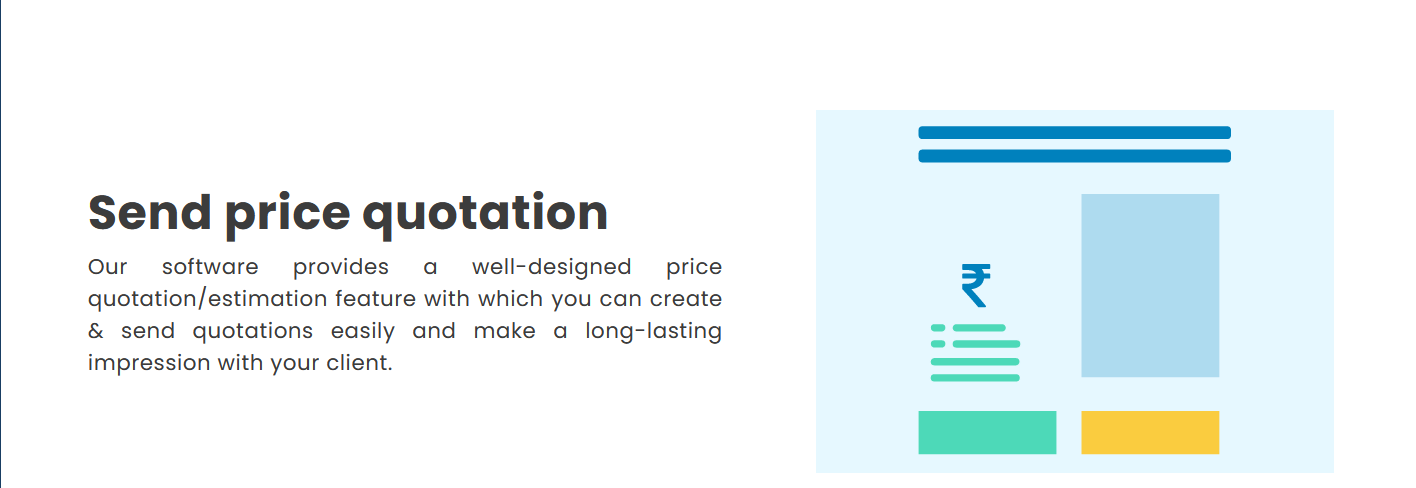 Send price quotation
Our software provides a well-designed price
quotation/estimation feature with which you can create
& send quotations easily and make a long-lasting
impression with your client.
₹